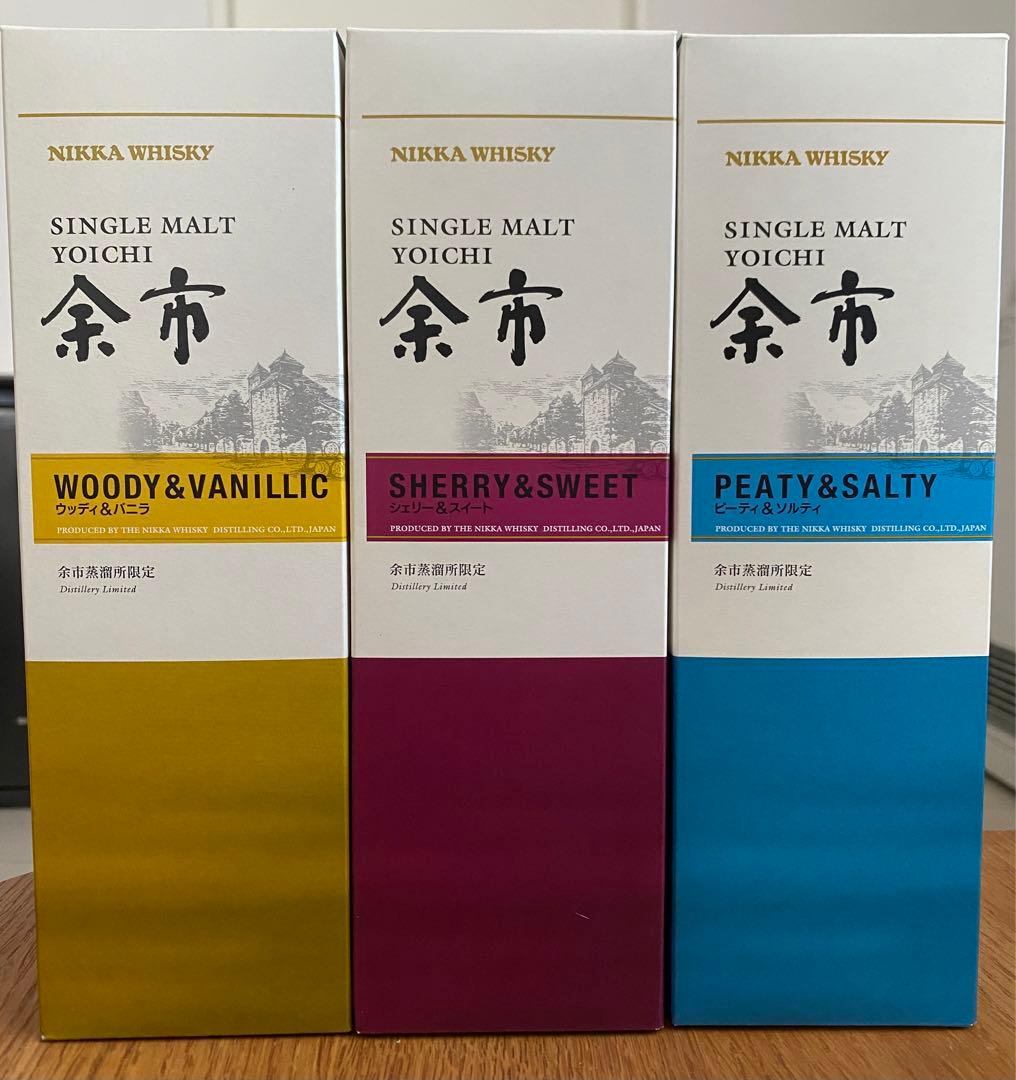 NIKKA WHISKY
SINGLE MALT
YOICHI
余市
WOODY&VANILLIC
ウッディ&バニラ
PRODUCED BY THE NIKKA WHISKY DISTILLING CO.,LTD.,JAPAN
余市蒸溜所限定
Distillery Limited
NIKKA WHISKY
SINGLE MALT
YOICHI
余市
SHERRY&SWEET
シェリー&スイート
PRODUCED BY THE NIKKA WHISKY DISTILLING CO.,LTD.,JAPAN
余市蒸溜所限定
Distillery Limited
NIKKA WHISKY
SINGLE MALT
YOICHI
余市
PEATY&SALTY
ピーティ&ソルティ
PRODUCED BY THE NIKKA WHISKY DISTILLING CO.,LTD.,JAPAN
余市蒸溜所限定
Distillery Limited